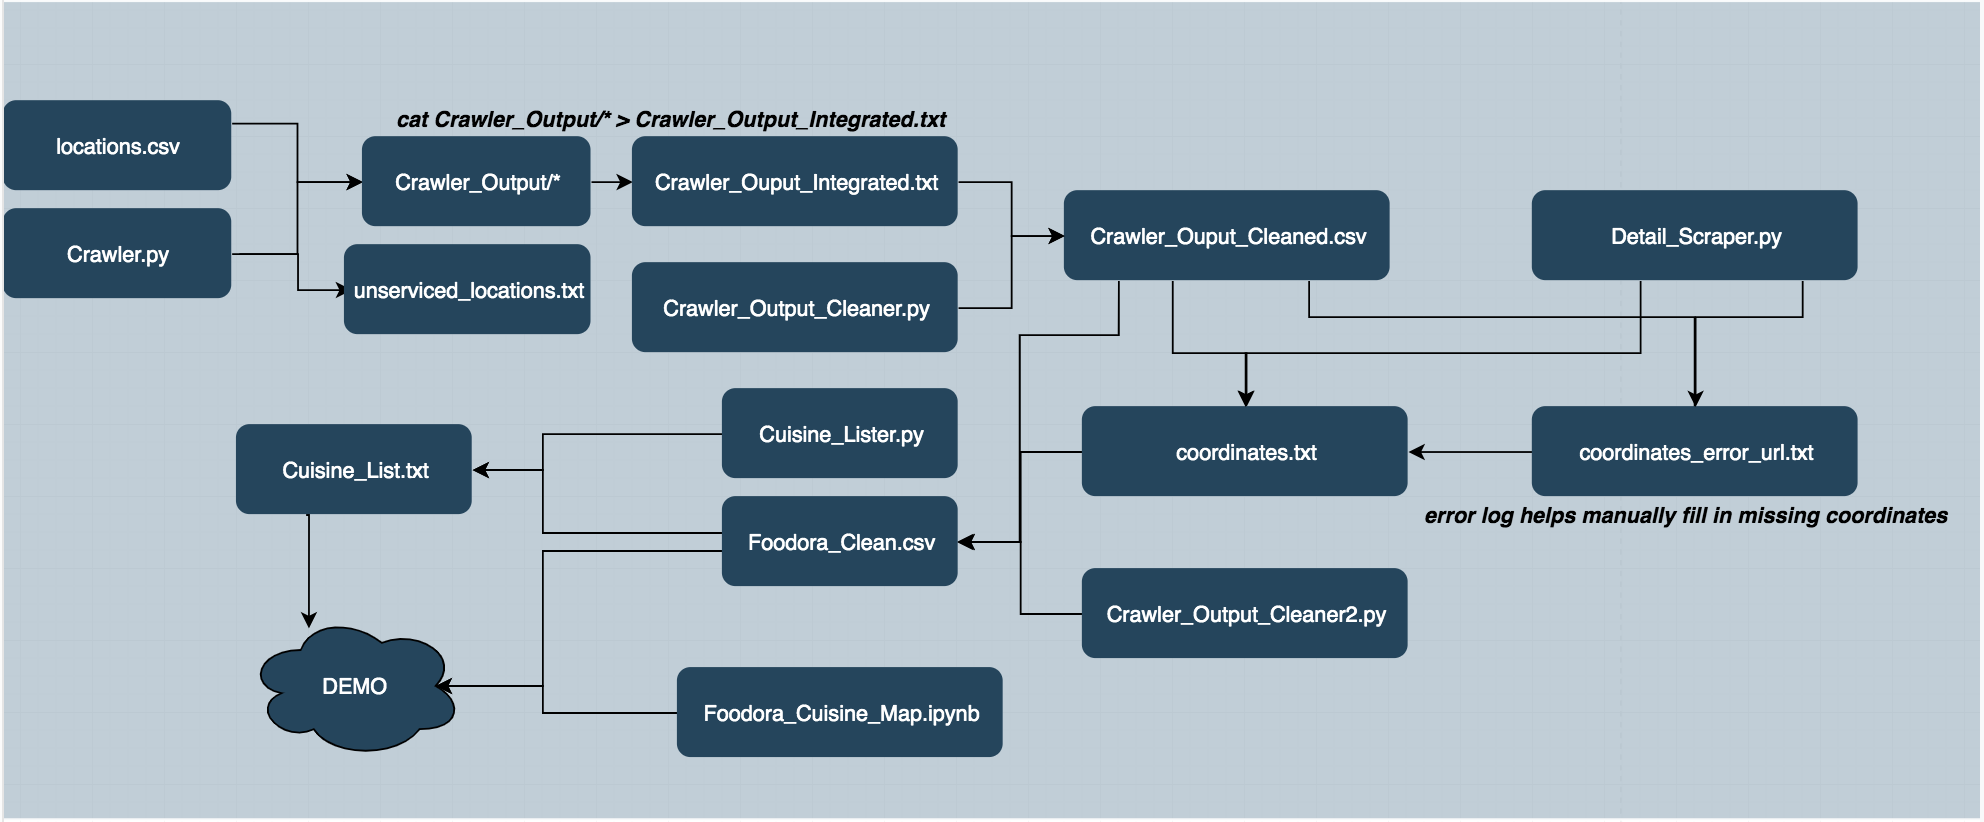 cat Crawler_Output/* > Crawler_Output_Integrated.txt
locations.csv
Crawler_Output/*
Crawler_Ouput_Integrated.txt
Crawler_Ouput_Cleaned.csv
Detail_Scraper.py
Crawler.py
unserviced_locations.txt
Crawler_Output_Cleaner.py
Cuisine_Lister.py
coordinates.txt
coordinates_error_url.txt
Cuisine_List.txt
error log helps manually fill in missing coordinates
Foodora_Clean.csv
Crawler_Output_Cleaner2.py
DEMO
Foodora_Cuisine_Map.ipynb